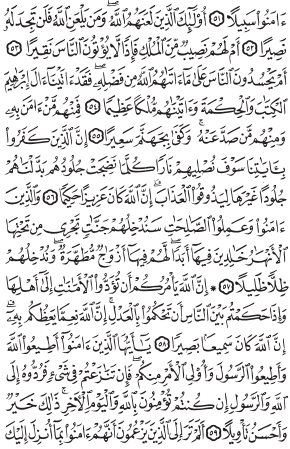 ءَامَنُوا۟ سَبِيلًا ﴿٥١﴾ أُو۟لَٰٓئِكَ ٱلَّذِينَ لَعَنَهُمُ ٱللَّهُ وَمَن يَلْعَنِ ٱللَّهُ فَلَن تَجِدَ لَهُۥ
نَصِيرًا ﴿٥٢﴾ أَمْ لَهُمْ نَصِيبٌ مِّنَ ٱلْمُلْكِ فَإِذًا لَّا يُؤْتُونَ ٱلنَّاسَ نَقِيرًا ﴿٥٣﴾
أَمْ يَحْسُدُونَ ٱلنَّاسَ عَلَىٰ مَآ ءَاتَىٰهُمُ ٱللَّهُ مِن فَضْلِهِۦ فَقَدْ ءَاتَيْنَآ ءَالَ إِبْرَٰهِيمَ
ٱلْكِتَٰبَ وَٱلْحِكْمَةَ وَءَاتَيْنَٰهُم مُّلْكًا عَظِيمًا ﴿٥٤﴾ فَمِنْهُم مَّنْ ءَامَنَ بِهِۦ
وَمِنْهُم مَّن صَدَّ عَنْهُ وَكَفَىٰ بِجَهَنَّمَ سَعِيرًا ﴿٥٥﴾ إِنَّ ٱلَّذِينَ كَفَرُوا۟
بِـَٔايَٰتِنَا سَوْفَ نُصْلِيهِمْ نَارًا كُلَّمَا نَضِجَتْ جُلُودُهُم بَدَّلْنَٰهُمْ
جُلُودًا غَيْرَهَا لِيَذُوقُوا۟ ٱلْعَذَابَ إِنَّ ٱللَّهَ كَانَ عَزِيزًا حَكِيمًا ﴿٥٦﴾ وَٱلَّذِينَ
ءَامَنُوا۟ وَعَمِلُوا۟ ٱلصَّٰلِحَٰتِ سَنُدْخِلُهُمْ جَنَّٰتٍ تَجْرِى مِن تَحْتِهَا
ٱلْأَنْهَٰرُ خَٰلِدِينَ فِيهَآ أَبَدًا لَّهُمْ فِيهَآ أَزْوَٰجٌ مُّطَهَّرَةٌ وَنُدْخِلُهُمْ
ظِلًّا ظَلِيلًا ﴿٥٧﴾ ۞ إِنَّ ٱللَّهَ يَأْمُرُكُمْ أَن تُؤَدُّوا۟ ٱلْأَمَٰنَٰتِ إِلَىٰٓ أَهْلِهَا
وَإِذَا حَكَمْتُم بَيْنَ ٱلنَّاسِ أَن تَحْكُمُوا۟ بِٱلْعَدْلِ إِنَّ ٱللَّهَ نِعِمَّا يَعِظُكُم بِهِۦٓ
إِنَّ ٱللَّهَ كَانَ سَمِيعًۢا بَصِيرًا ﴿٥٨﴾ يَٰٓأَيُّهَا ٱلَّذِينَ ءَامَنُوٓا۟ أَطِيعُوا۟ ٱللَّهَ
وَأَطِيعُوا۟ ٱلرَّسُولَ وَأُو۟لِى ٱلْأَمْرِ مِنكُمْ فَإِن تَنَٰزَعْتُمْ فِى شَىْءٍ فَرُدُّوهُ إِلَى
ٱللَّهِ وَٱلرَّسُولِ إِن كُنتُمْ تُؤْمِنُونَ بِٱللَّهِ وَٱلْيَوْمِ ٱلْءَاخِرِ ذَٰلِكَ خَيْرٌ
وَأَحْسَنُ تَأْوِيلًا ﴿٥٩﴾ أَلَمْ تَرَ إِلَى ٱلَّذِينَ يَزْعُمُونَ أَنَّهُمْ ءَامَنُوا۟ بِمَآ أُنزِلَ إِلَيْكَ